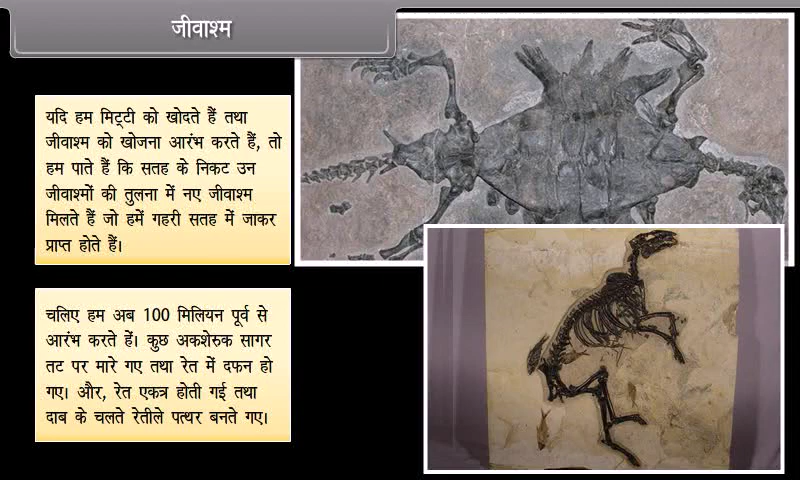 जीवाश्म
यदि हम मिट्टी को खोदते हैं तथा
जीवाश्म को खोजना आरंभ करते हैं, तो
हम पाते हैं कि सतह के निकट उन
जीवाश्मों की तुलना में नए जीवाश्म
मिलते हैं जो हमें गहरी सतह में जाकर
प्राप्त होते हैं।
चलिए हम अब 100 मिलियन पूर्व से
आरंभ करते हें। कुछ अकशेरुक सागर
तट पर मारे गए तथा रेत में दफन हो
गए। और, रेत एकत्र होती गई तथा
दाब के चलते रेतीले पत्थर बनते गए।